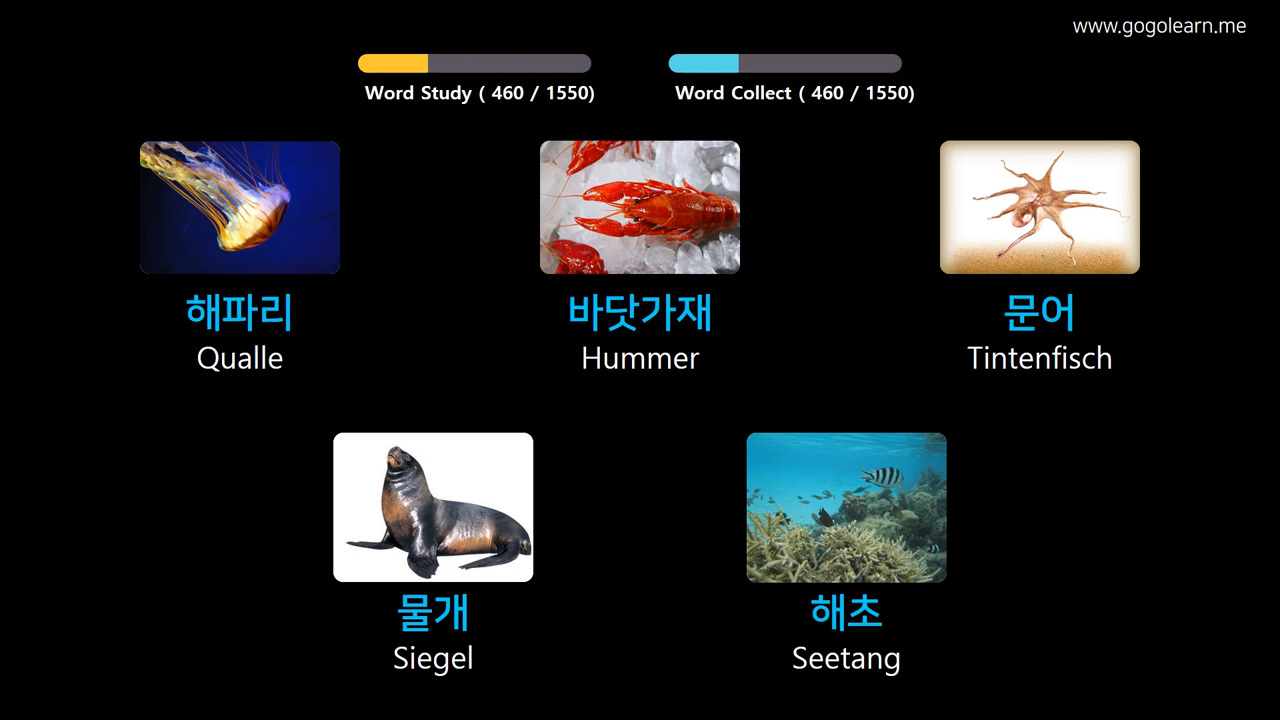 www.gogolearn.me
Word Study ( 460 / 1550)
Word Collect ( 460 / 1550)
해파리
Qualle
바닷가재
Hummer
문어
Tintenfisch
물개
Siegel
해초
Seetang